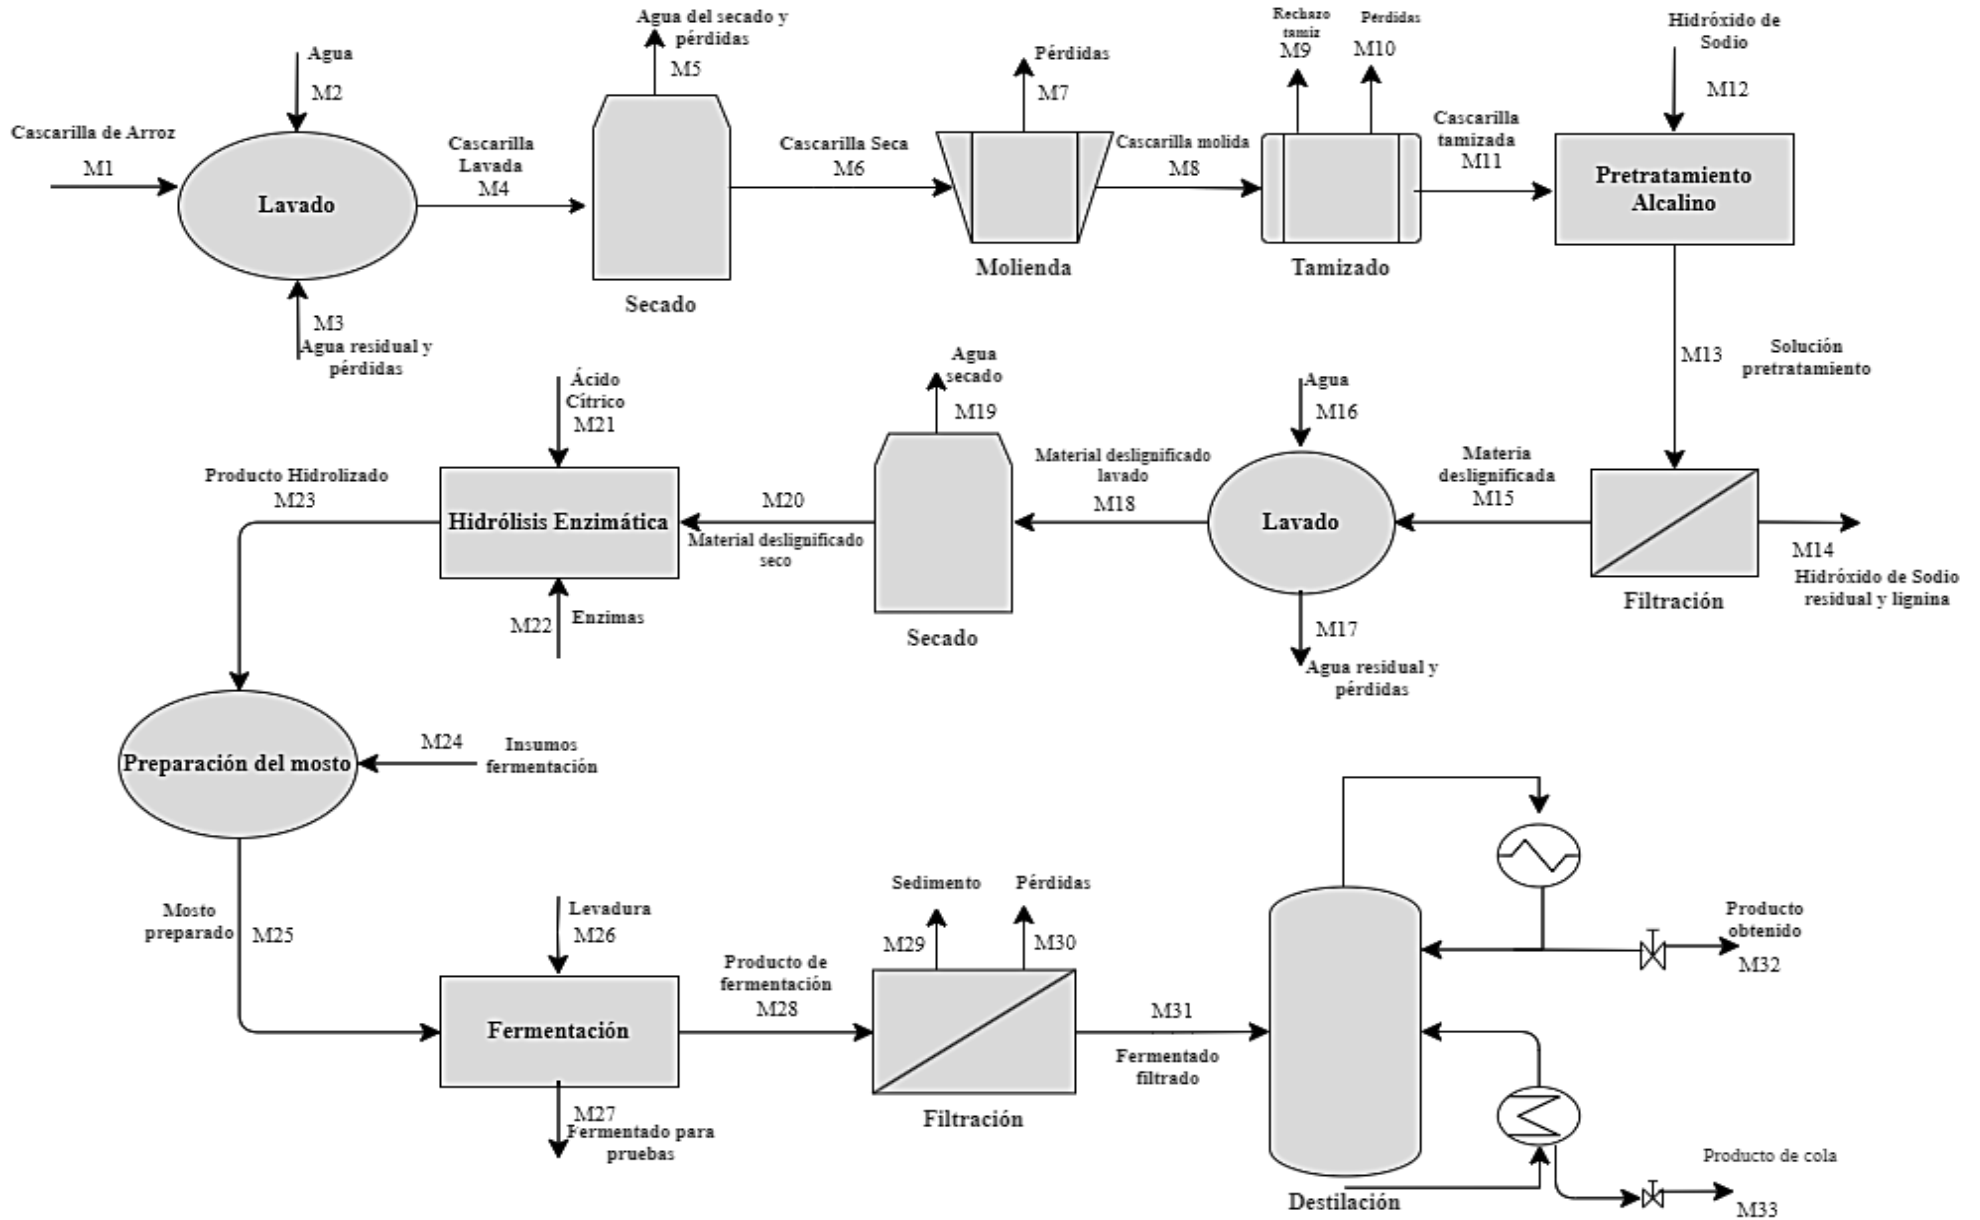 Agua
M2
Cascarilla de Arroz
M1
Lavado
M3
Agua residual y
pérdidas
Cascarilla
Lavada
M4
Agua del secado y
pérdidas
M5
Secado
Cascarilla Seca
M6
Pérdidas
M7
Molienda
Cascarilla molida
M8
Rechazo
tamiz
M9
Pérdidas
M10
Tamizado
Cascarilla
tamizada
M11
Hidróxido de
Sodio
M12
Pretratamiento
Alcalino
M13
Solución
pretratamiento
Filtración
M14
Hidróxido de Sodio
residual y lignina
Materia
deslignificada
M15
Agua
M16
Lavado
M17
Agua residual y
pérdidas
Material deslignificado
lavado
M18
Agua
secado
M19
Secado
M20
Material deslignificado
seco
Ácido
Cítrico
M21
Hidrólisis Enzimática
M22
Enzimas
Producto Hidrolizado
M23
Preparación del mosto
M24
Insumos
fermentación
Mosto
preparado
M25
Levadura
M26
Fermentación
M27
Fermentado para
pruebas
Producto de
fermentación
M28
Sedimento
M29
Pérdidas
M30
Filtración
M31
Fermentado
filtrado
Destilación
Producto
obtenido
M32
Producto de cola
M33